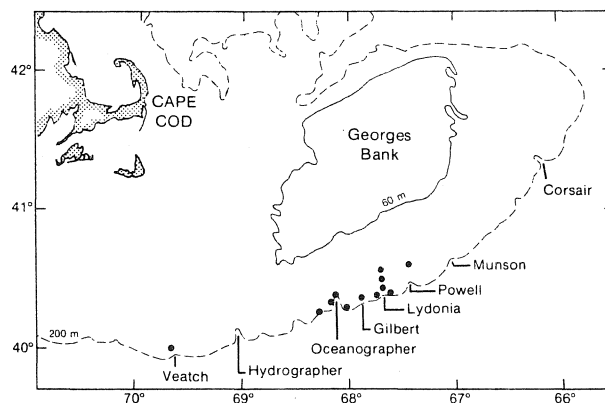 42°
CAPE
COD
Georges
Bank
Corsair
41°
60 m
Munson
Powell
Lydonia
Gilbert
Oceanographer
200 m
40°
Hydrographer
Veatch
70°
69°
68°
67°
66°